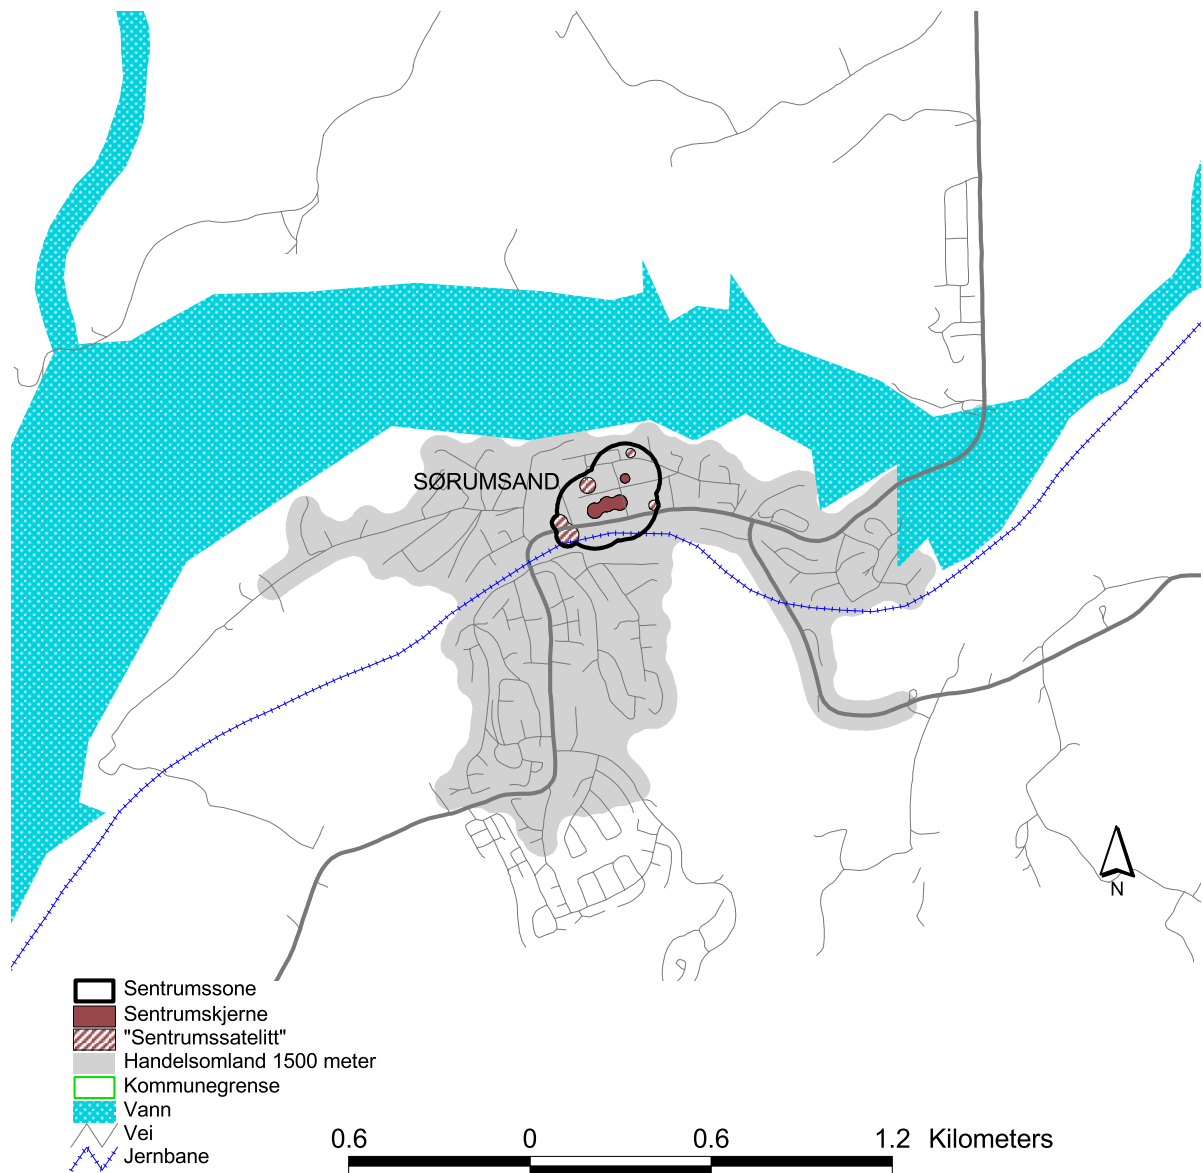 SØRUMSAND
N
Sentrumssone
Sentrumskjerne
"Sentrumssatelitt"
Handelsomland 1500 meter
Kommunegrense
Vann
Vei
Jernbane
0.6 0 0.6 1.2 Kilometers